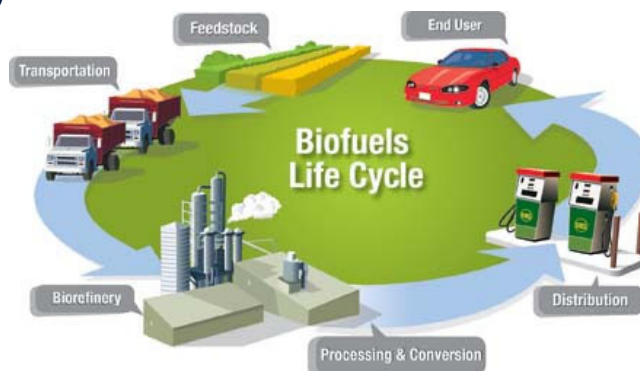 Feedstock
End User
Transportation
Biofuels
Life Cycle
Biorefinery
Distribution
Processing & Conversion